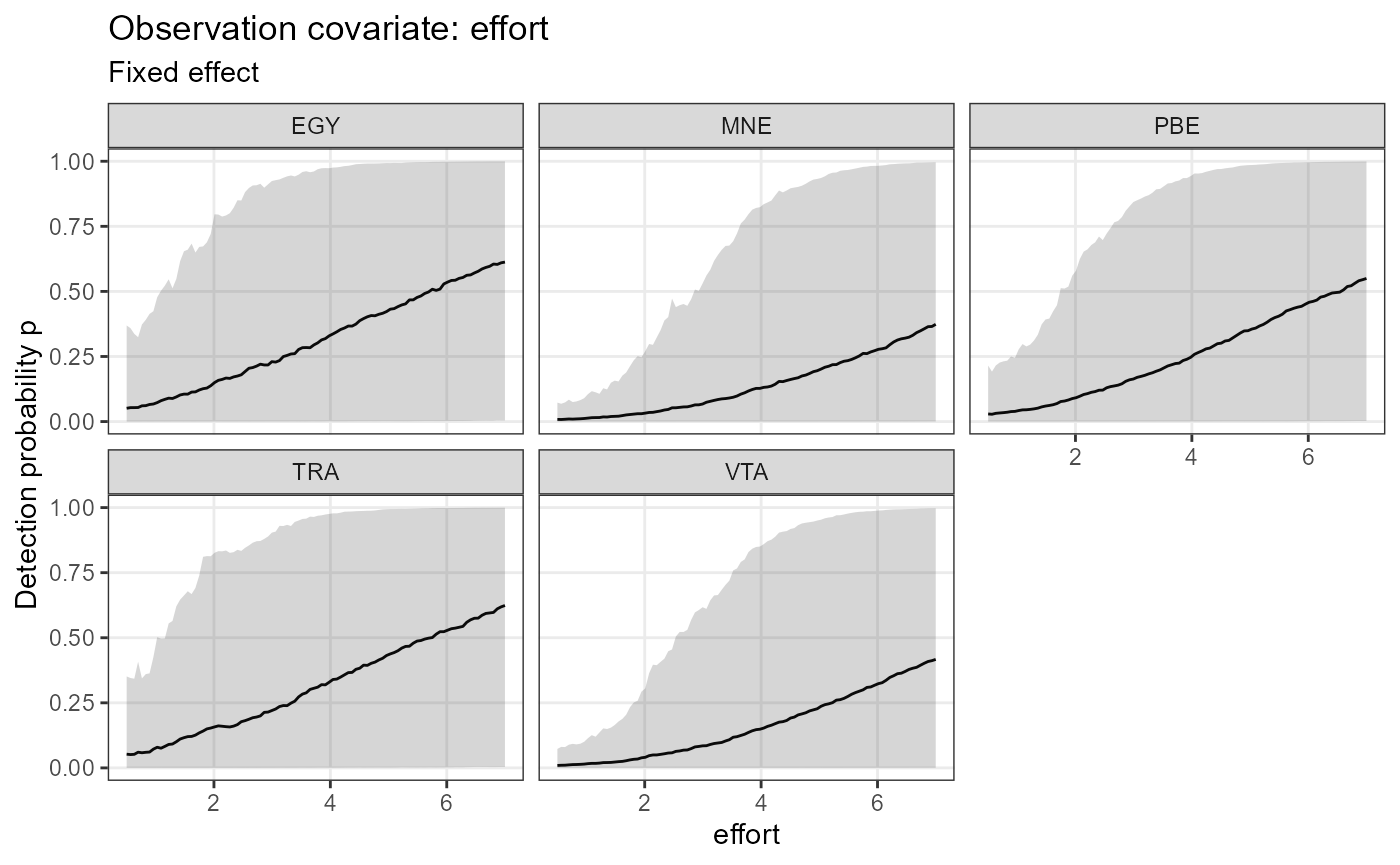 Observation covariate: effort
Fixed effect
EGY
MNE
PBE
1.00
0.75
0.50
0.25
0.00
2 4 6
TRA
VTA
1.00
0.75
0.50
0.25
0.00
2 4 6
2 4 6
effort
Detection probability p